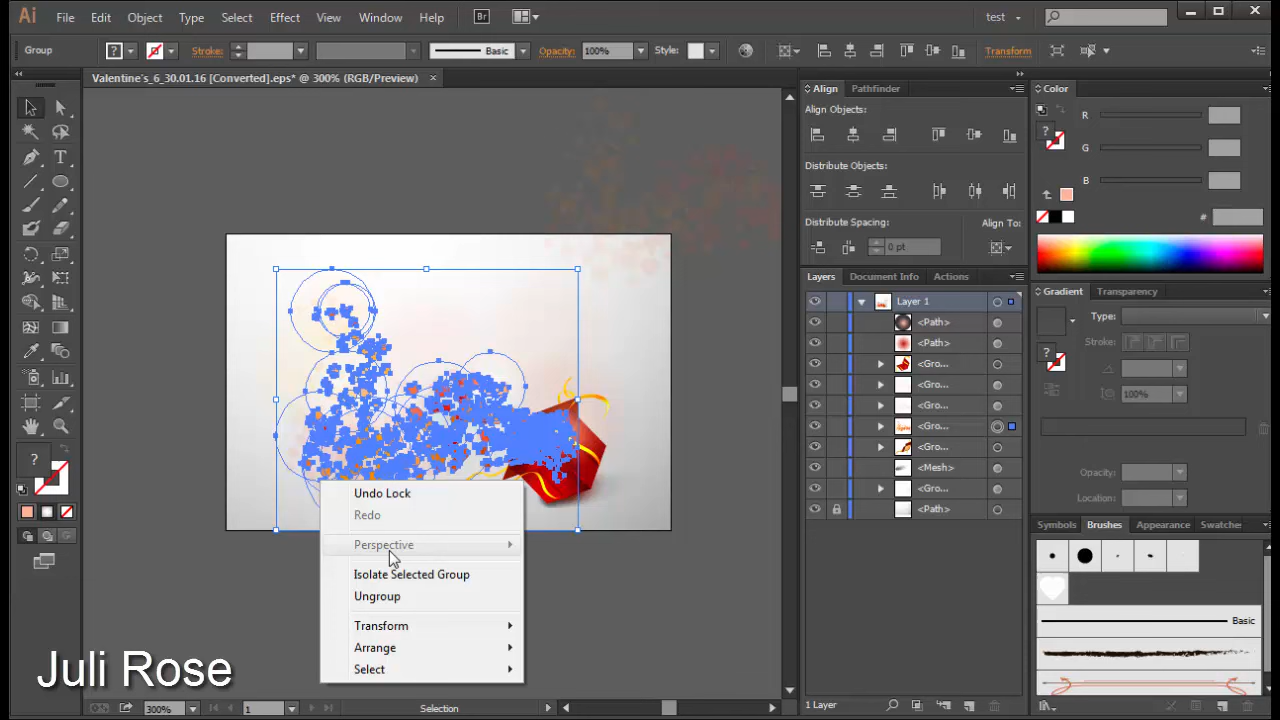 Ai File Edit Object Type Select Effect View Window Help Br test
Group ? Stroke: Basic Opacity: 100% Style: Transform
Valentine's_6_30.01.16 [Converted].eps* @ 300% (RGB/Preview) ×
Align Pathfinder
Align Objects:
Distribute Objects:
Distribute Spacing: Align To:
0 pt
Layers Document Info Actions
Layer 1
<Path>
<Path>
<Gro...
<Gro...
<Gro...
<Gro...
<Gro...
<Mesh>
<Gro...
<Path>
1 Layer
Color
? R
G
B
#
Gradient Transparency
Type:
Stroke:
?
100%
Opacity:
Location:
Symbols Brushes Appearance Swatches
Basic
T
?
Undo Lock
Redo
Perspective
Isolate Selected Group
Ungroup
Transform
Arrange
Select
Juli Rose
300% 1 Selection